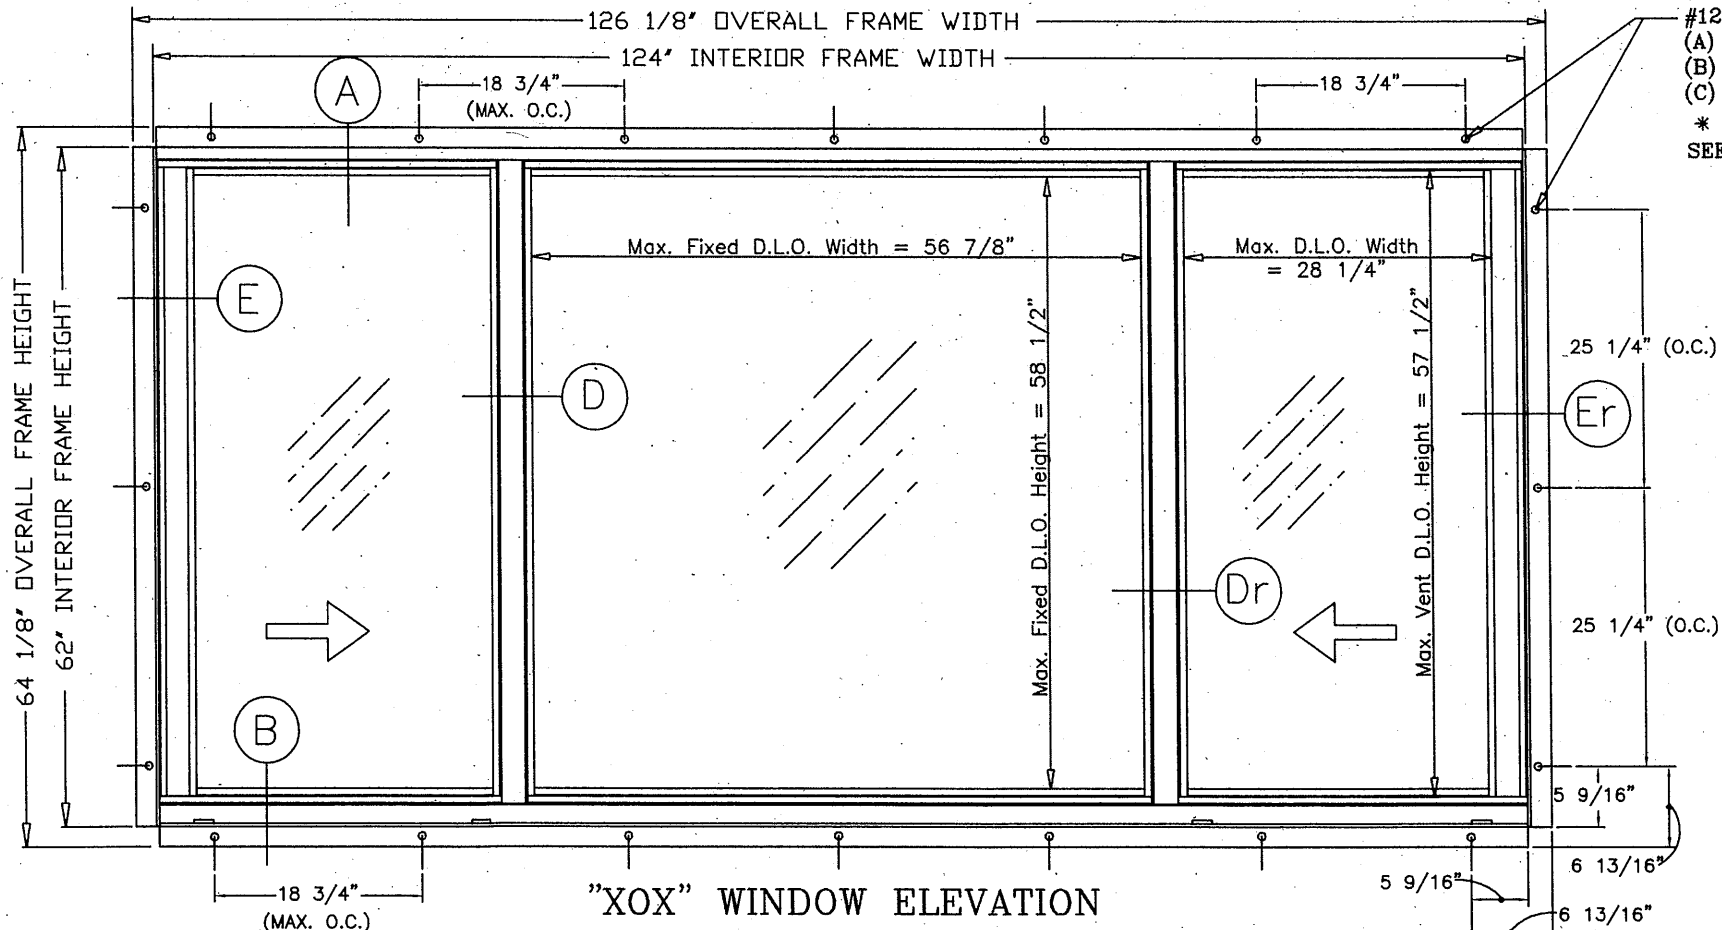 126 1/8" OVERALL FRAME WIDTH
124" INTERIOR FRAME WIDTH
#12
(A)
(B)
(C)
*
SEE
A
18 3/4"
(MAX. O.C.)
18 3/4"
64 1/8" OVERALL FRAME HEIGHT
62" INTERIOR FRAME HEIGHT
Max. Fixed D.L.O. Width = 56 7/8"
Max. D.L.O. Width
= 28 1/4"
E
D
Max. Fixed D.L.O. Height = 58 1/2"
Max. Vent D.L.O. Height = 57 1/2"
25 1/4" (O.C.)
Er
Dr
25 1/4" (O.C.)
B
5 9/16"
6 13/16"
18 3/4"
(MAX. O.C.)
"XOX" WINDOW ELEVATION
5 9/16"
6 13/16"